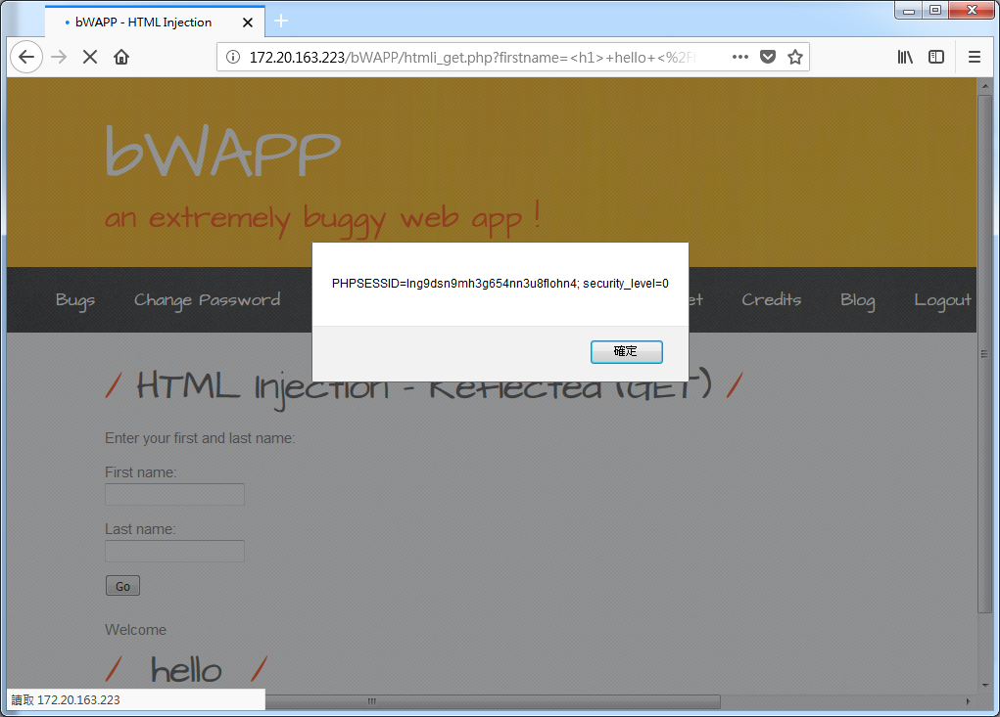 bWAPP - HTML Injection
172.20.163.223/bWAPP/htmli_get.php?firstname=<h1>+hello+<%2F
bWAPP
an extremely buggy web app !
Bugs Change Password et Credits Blog Logout
PHPSESSID=lng9dsn9mh3g654nn3u8flohn4; security_level=0
確定
/ HTML Injection - Reflected (GET) /
Enter your first and last name:
First name:
Last name:
Go
Welcome
/ hello /
讀取 172.20.163.223